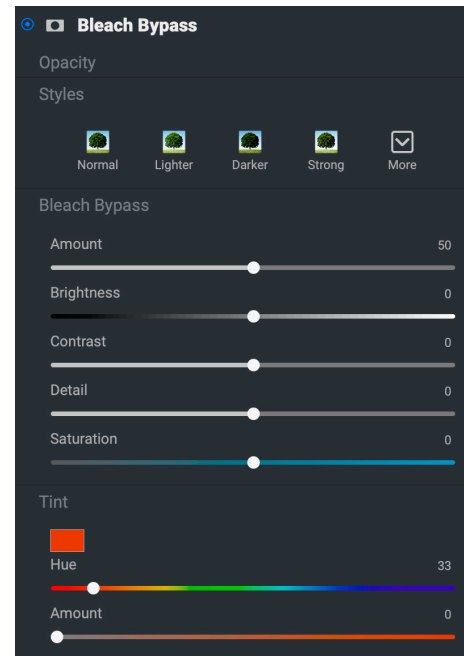 Bleach Bypass
Opacity
Styles
Normal Lighter Darker Strong More
Bleach Bypass
Amount 50
Brightness 0
Contrast 0
Detail 0
Saturation 0
Tint
Hue 33
Amount 0